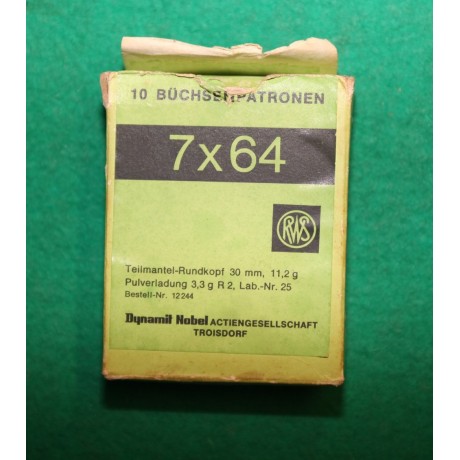 10 BÜCHSENPATRONEN
7x64
RWS
Teilmantel-Rundkopf 30 mm, 11,2 g
Pulverladung 3,3 g R 2, Lab.-Nr. 25
Bestell-Nr. 12244
Dynamit Nobel ACTIENGESELLSCHAFT
TROISDORF